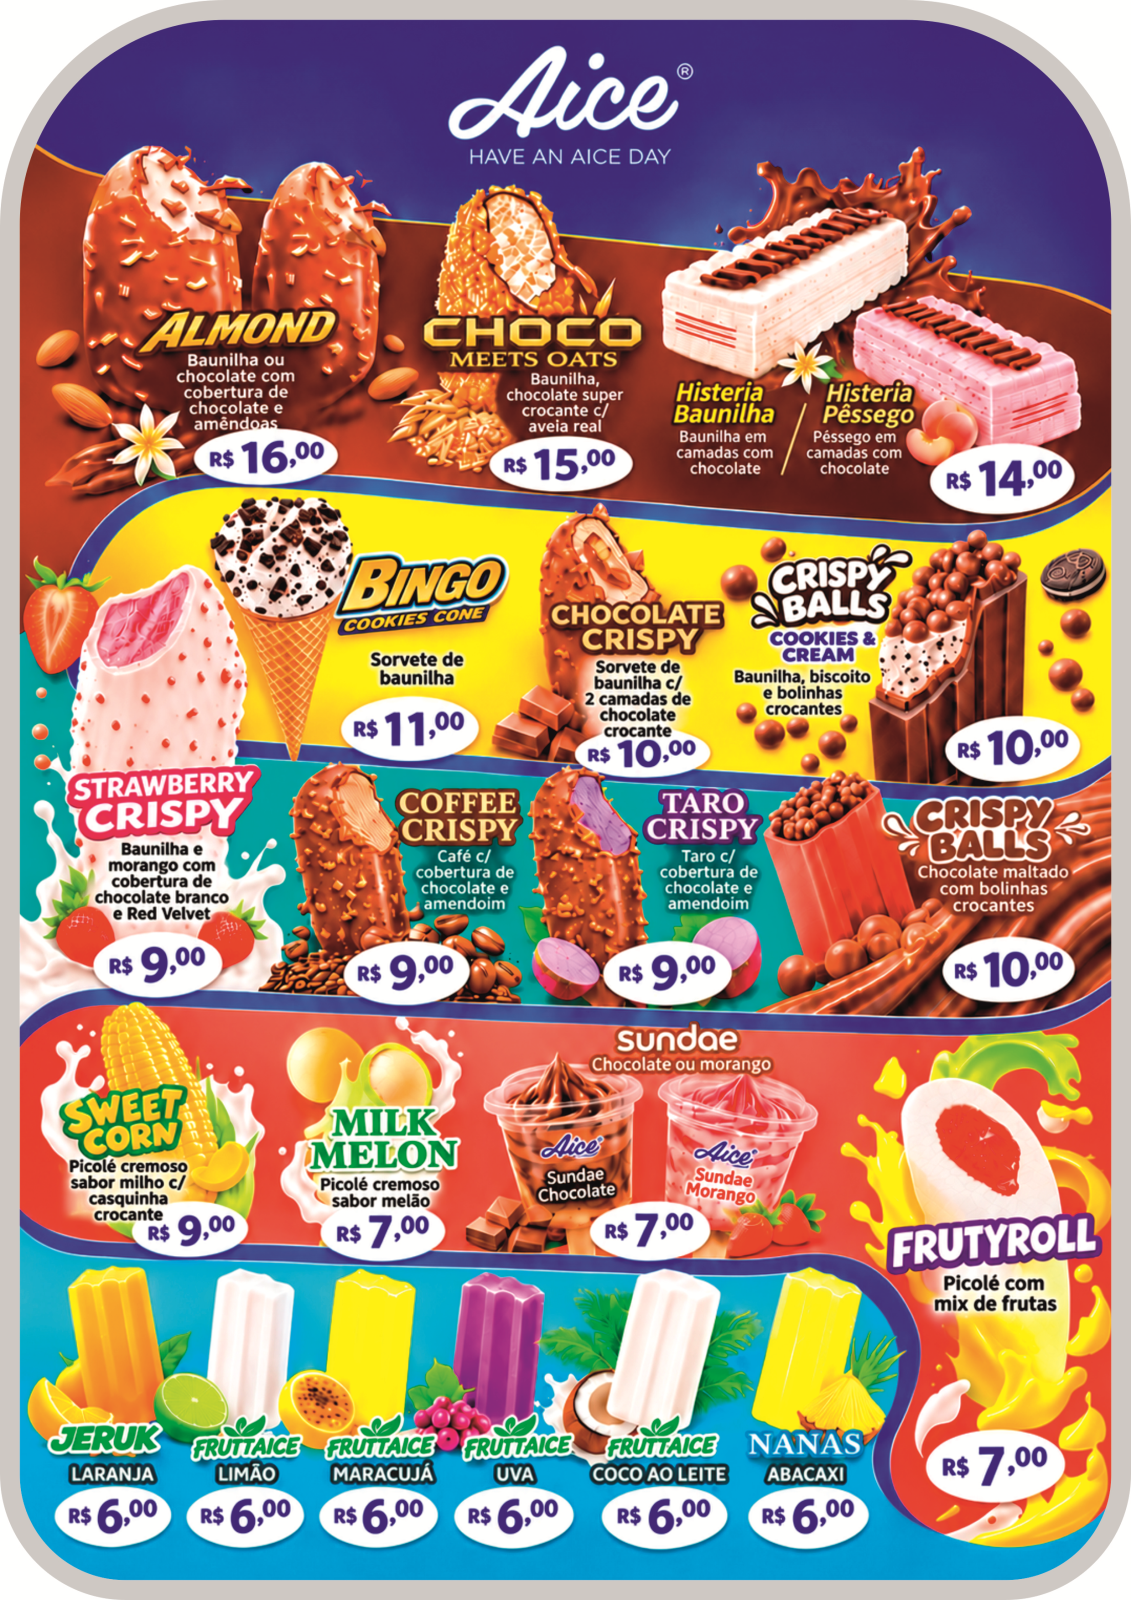 Aice®
HAVE AN AICE DAY
ALMOND
Baunilha ou
chocolate com
cobertura de
chocolate e
amêndoas
R$ 16,00
CHOCO
MEETS OATS
Baunilha,
chocolate super
crocante c/
aveia real
R$ 15,00
Histeria
Baunilha
Baunilha em
camadas com
chocolate
Histeria
Pêssego
Pêssego em
camadas com
chocolate
R$ 14,00
BINGO
COOKIES CONE
Sorvete de
baunilha
R$ 11,00
CHOCOLATE
CRISPY
Sorvete de
baunilha c/
2 camadas de
chocolate
crocante
R$ 10,00
CRISPY
BALLS
COOKIES &
CREAM
Baunilha, biscoito
e bolinhas
crocantes
R$ 10,00
STRAWBERRY
CRISPY
Baunilha e
morango com
cobertura de
chocolate branco
e Red Velvet
R$ 9,00
COFFEE
CRISPY
Café c/
cobertura de
chocolate e
amendoim
R$ 9,00
TARO
CRISPY
Taro c/
cobertura de
chocolate e
amendoim
R$ 9,00
CRISPY
BALLS
Chocolate maltado
com bolinhas
crocantes
R$ 10,00
SWEET
CORN
Picolé cremoso
sabor milho c/
casquinha
crocante
R$ 9,00
MILK
MELON
Picolé cremoso
sabor melão
R$ 7,00
sundae
Chocolate ou morango
Aice
Sundae
Chocolate
Aice
Sundae
Morango
R$ 7,00
FRUTYROLL
Picolé com
mix de frutas
R$ 7,00
JERUK
LARANJA
R$ 6,00
FRUTTAICE
LIMÃO
R$ 6,00
FRUTTAICE
MARACUJÁ
R$ 6,00
FRUTTAICE
UVA
R$ 6,00
FRUTTAICE
COCO AO LEITE
R$ 6,00
NANAS
ABACAXI
R$ 6,00